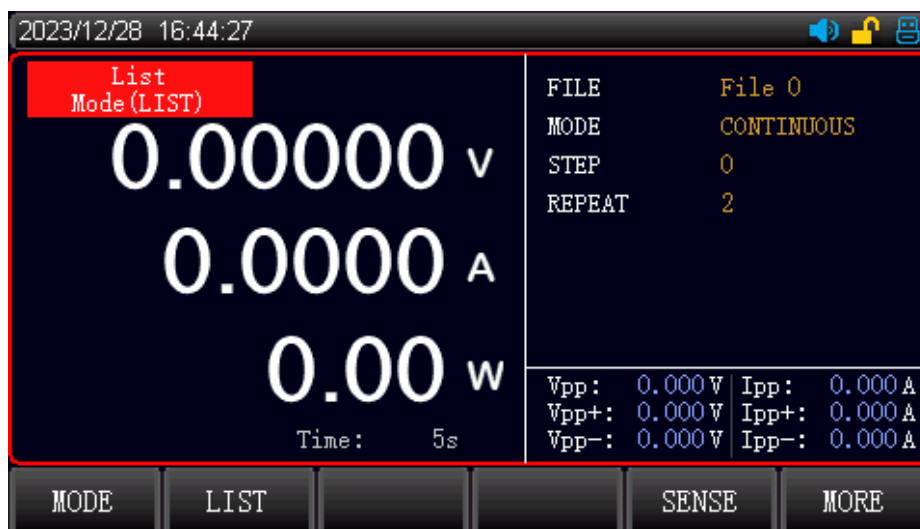 2023/12/28 16:44:27
List
Mode(LIST)
0.00000 V
0.0000 A
0.00 W
Time: 5s
FILE File 0
MODE CONTINUOUS
STEP 0
REPEAT 2
Vpp: 0.000 V Ipp: 0.000 A
Vpp+: 0.000 V Ipp+: 0.000 A
Vpp-: 0.000 V Ipp-: 0.000 A
MODE LIST SENSE MORE